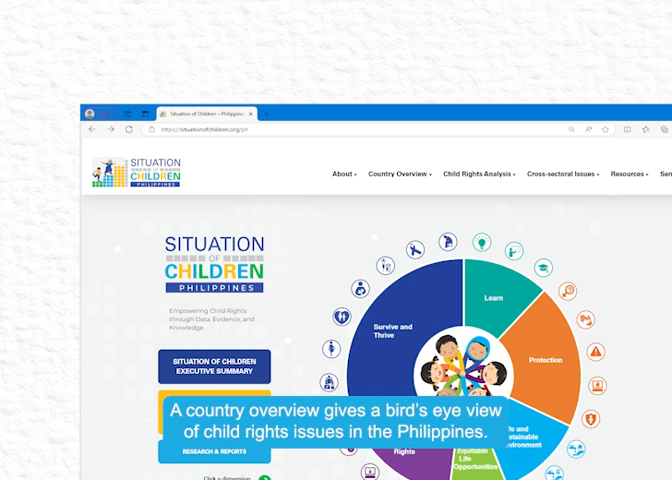 Situation of Children – Philippine
https://situationofchildren.org/ph
SITUATION
OF
CHILDREN
PHILIPPINES
About
Country Overview
Child Rights Analysis
Cross-sectoral Issues
Resources
Sen
SITUATION
OF
CHILDREN
PHILIPPINES
Empowering Child Rights
through Data, Evidence, and
Knowledge
SITUATION OF CHILDREN
EXECUTIVE SUMMARY
RESEARCH & REPORTS
Click a dimension
Survive and
Thrive
Learn
Protection
Rights
Equitable
Life
Opportunities
A country overview gives a bird's eye view
of child rights issues in the Philippines.